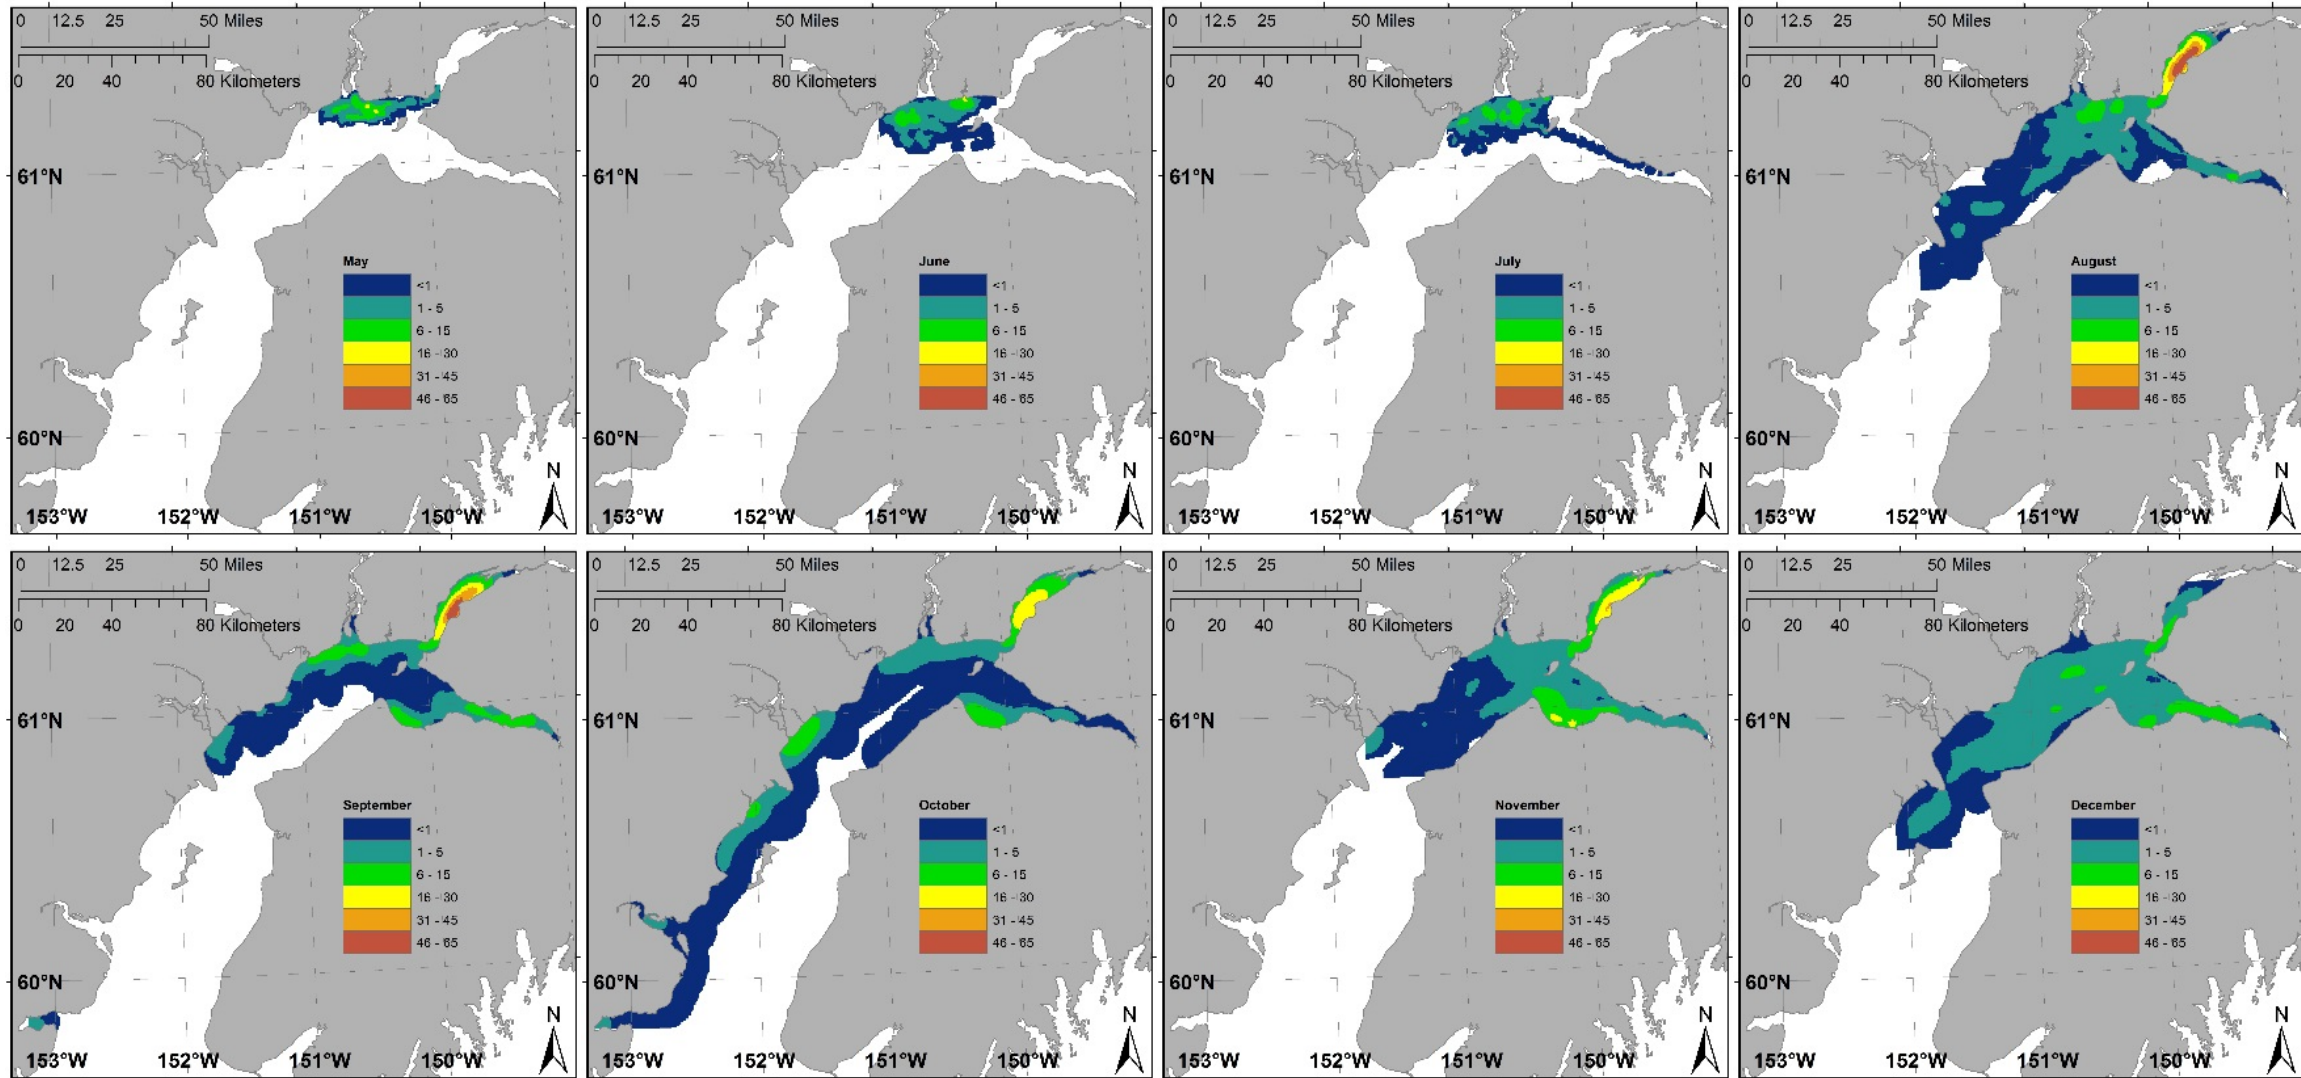 0 12.5 25 50 Miles
0 20 40 80 Kilometers
61°N
May
<1
1 - 5
6 - 15
16 - 30
31 - 45
46 - 65
60°N
N
153°W 152°W 151°W 150°W
0 12.5 25 50 Miles
0 20 40 80 Kilometers
61°N
June
<1
1 - 5
6 - 15
16 - 30
31 - 45
46 - 65
60°N
N
153°W 152°W 151°W 150°W
0 12.5 25 50 Miles
0 20 40 80 Kilometers
61°N
July
<1
1 - 5
6 - 15
16 - 30
31 - 45
46 - 65
60°N
N
153°W 152°W 151°W 150°W
0 12.5 25 50 Miles
0 20 40 80 Kilometers
61°N
August
<1
1 - 5
6 - 15
16 - 30
31 - 45
46 - 65
60°N
N
153°W 152°W 151°W 150°W
0 12.5 25 50 Miles
0 20 40 80 Kilometers
61°N
September
<1
1 - 5
6 - 15
16 - 30
31 - 45
46 - 65
60°N
N
153°W 152°W 151°W 150°W
0 12.5 25 50 Miles
0 20 40 80 Kilometers
61°N
October
<1
1 - 5
6 - 15
16 - 30
31 - 45
46 - 65
60°N
N
153°W 152°W 151°W 150°W
0 12.5 25 50 Miles
0 20 40 80 Kilometers
61°N
November
<1
1 - 5
6 - 15
16 - 30
31 - 45
46 - 65
60°N
N
153°W 152°W 151°W 150°W
0 12.5 25 50 Miles
0 20 40 80 Kilometers
61°N
December
<1
1 - 5
6 - 15
16 - 30
31 - 45
46 - 65
60°N
N
153°W 152°W 151°W 150°W